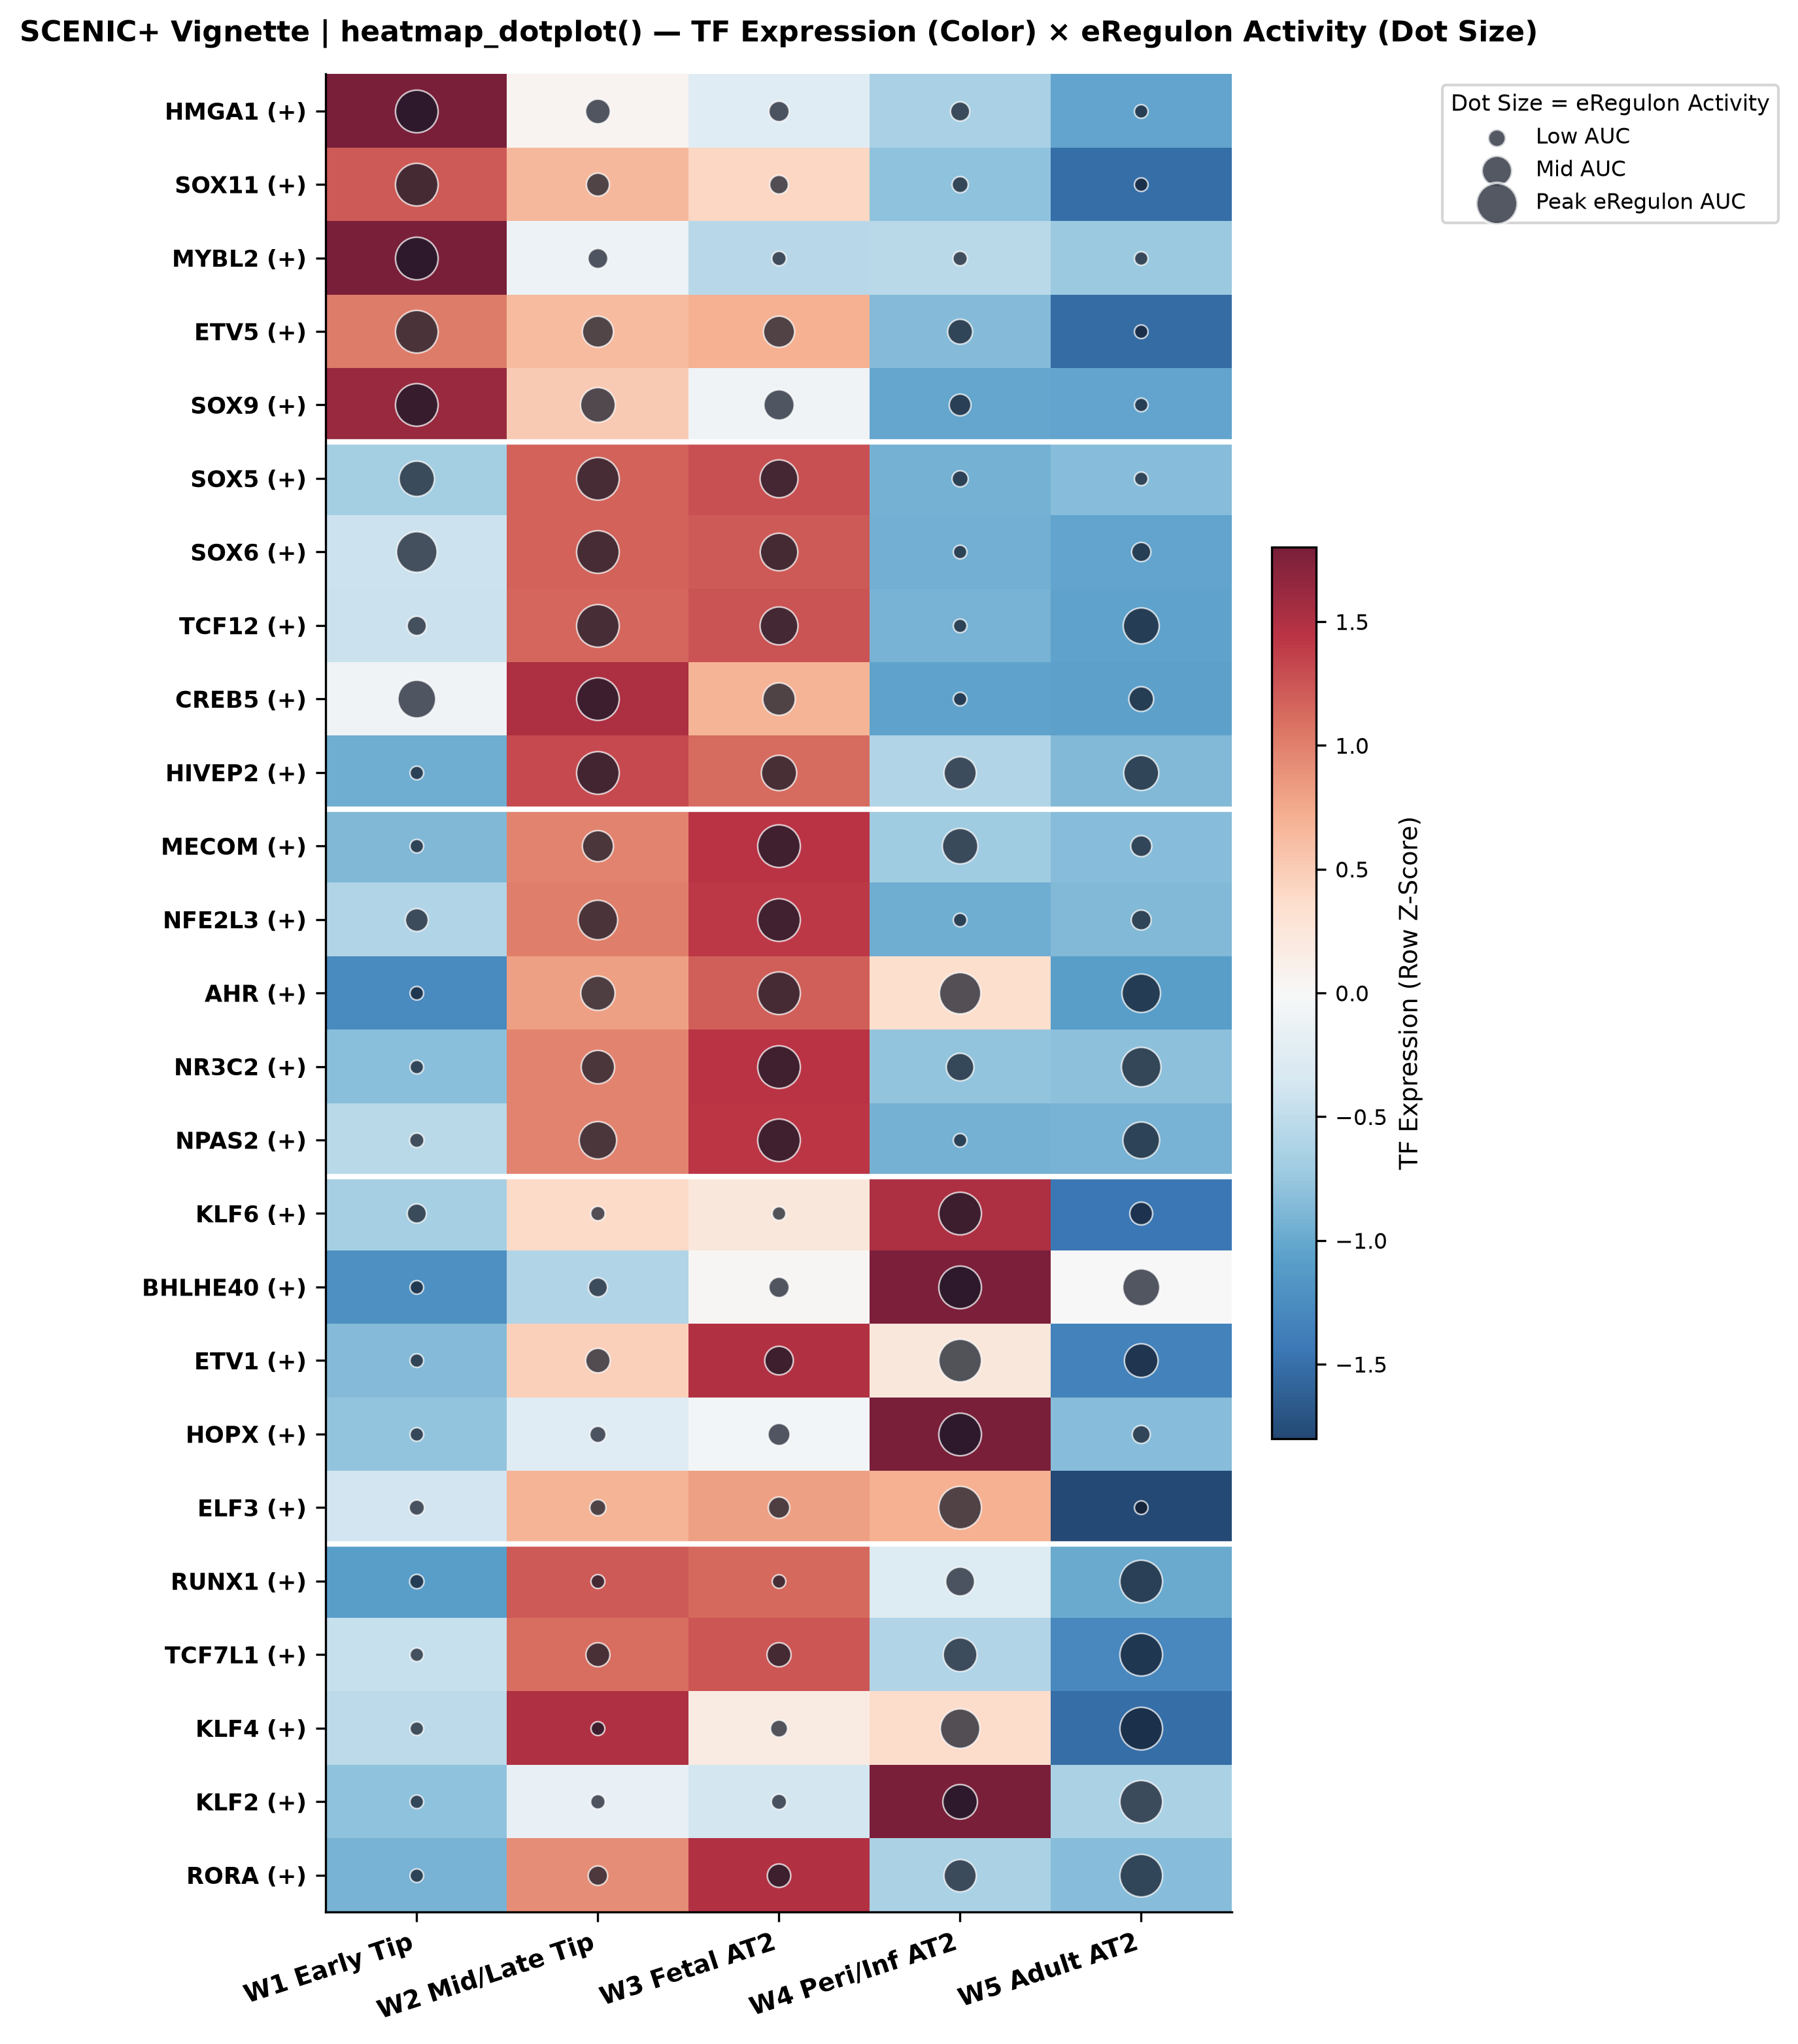 SCENIC+ Vignette | heatmap_dotplot() — TF Expression (Color) × eRegulon Activity (Dot Size)
Dot Size = eRegulon Activity
Low AUC
Mid AUC
Peak eRegulon AUC
HMGA1 (+)
SOX11 (+)
MYBL2 (+)
ETV5 (+)
SOX9 (+)
SOX5 (+)
SOX6 (+)
TCF12 (+)
CREB5 (+)
HIVEP2 (+)
MECOM (+)
NFE2L3 (+)
AHR (+)
NR3C2 (+)
NPAS2 (+)
KLF6 (+)
BHLHE40 (+)
ETV1 (+)
HOPX (+)
ELF3 (+)
RUNX1 (+)
TCF7L1 (+)
KLF4 (+)
KLF2 (+)
RORA (+)
W1 Early Tip
W2 Mid/Late Tip
W3 Fetal AT2
W4 Peri/Inf AT2
W5 Adult AT2
1.5
1.0
0.5
0.0
−0.5
−1.0
−1.5
TF Expression (Row Z-Score)